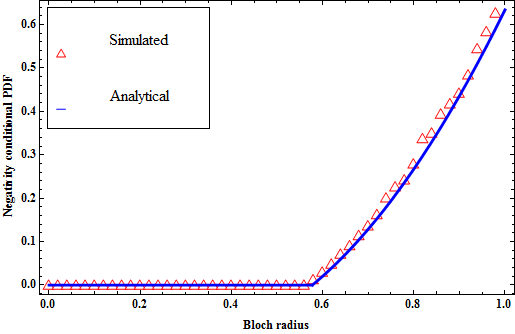 Simulated
Analytical
Negativity conditional PDF
0.6
0.5
0.4
0.3
0.2
0.1
0.0
0.0 0.2 0.4 0.6 0.8 1.0
Bloch radius